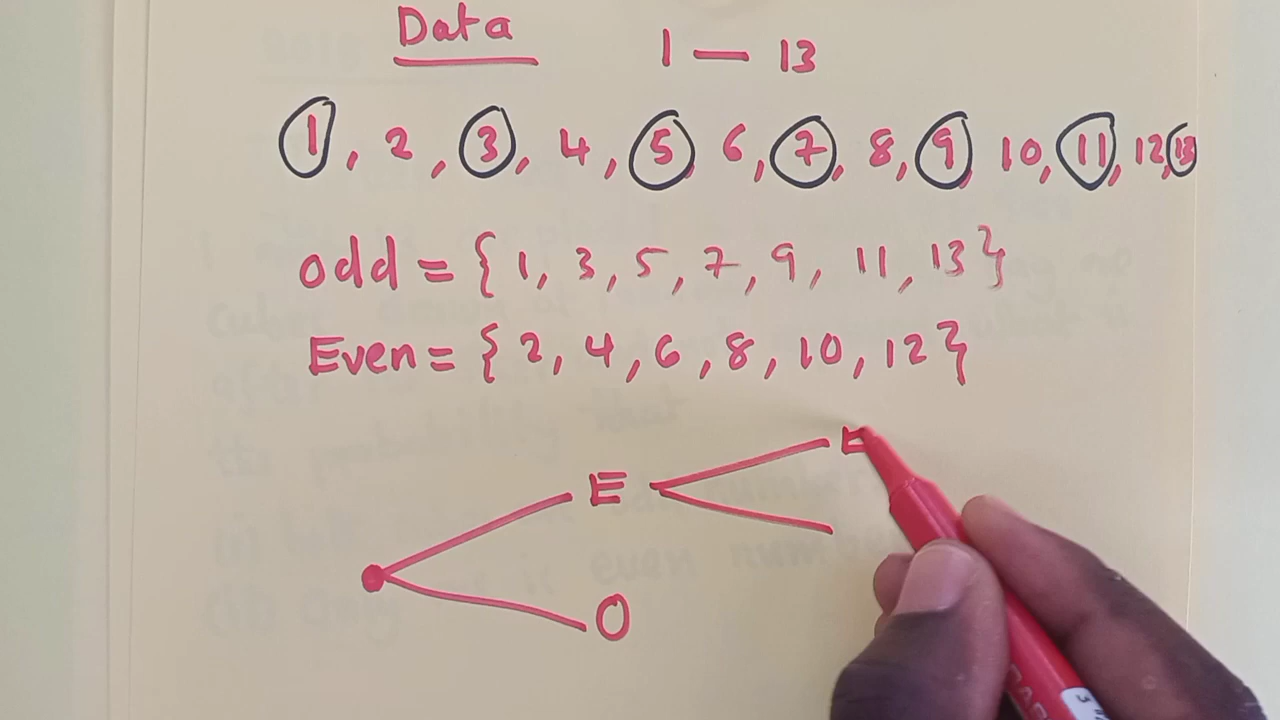 Data 1 — 13
1, 2, 3, 4, 5, 6, 7, 8, 9, 10, 11, 12, 13
odd = { 1, 3, 5, 7, 9, 11, 13 }
Even = { 2, 4, 6, 8, 10, 12 }
E
E
O